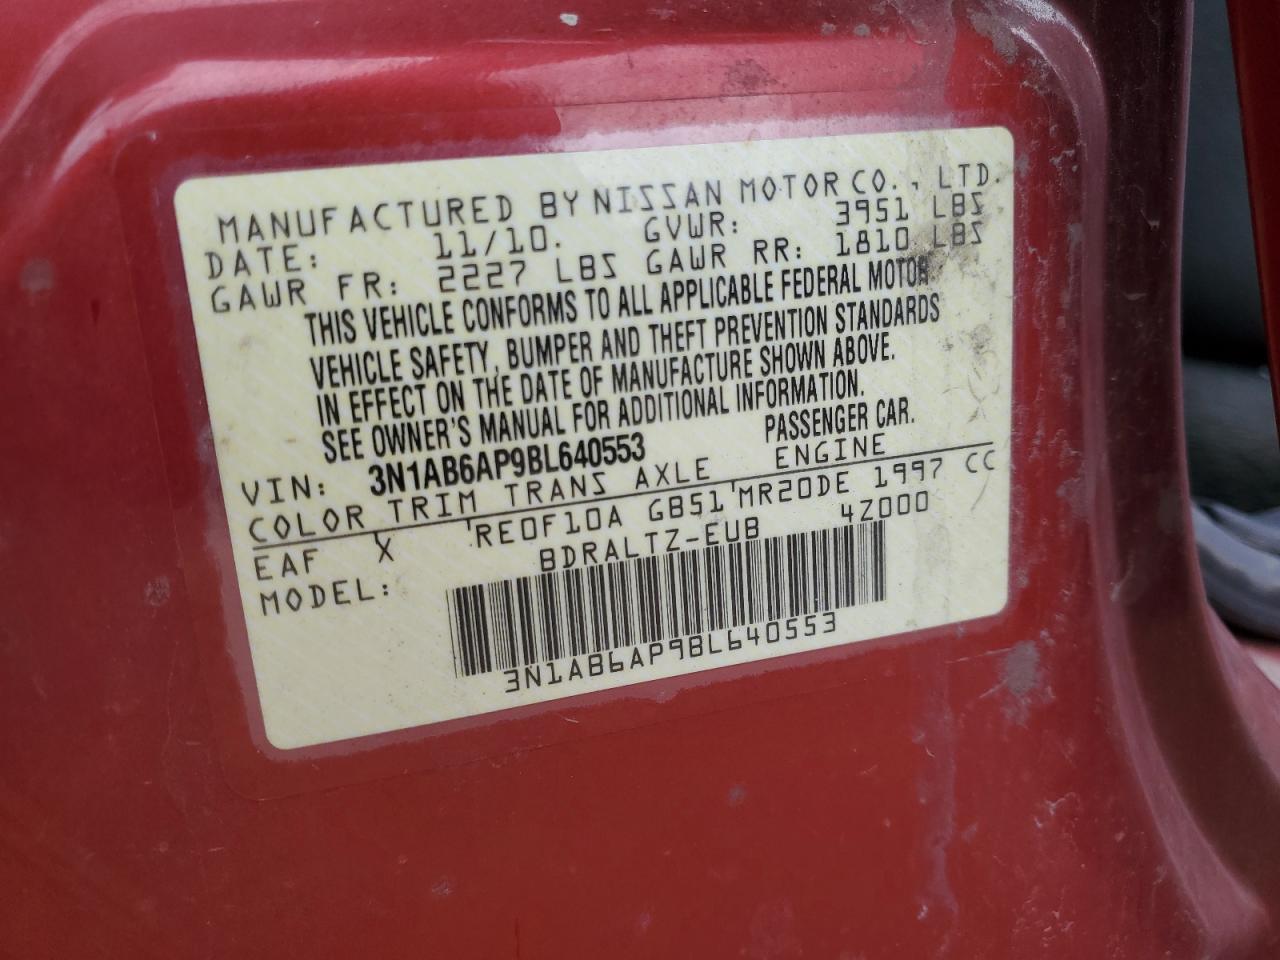 MANUFACTURED BY NISSAN MOTOR CO., LTD.
DATE: 11/10. GVWR: 3951 LBS
GAWR FR: 2227 LBS GAWR RR: 1810 LBS
THIS VEHICLE CONFORMS TO ALL APPLICABLE FEDERAL MOTOR
VEHICLE SAFETY, BUMPER AND THEFT PREVENTION STANDARDS
IN EFFECT ON THE DATE OF MANUFACTURE SHOWN ABOVE.
SEE OWNER'S MANUAL FOR ADDITIONAL INFORMATION.
VIN: 3N1AB6AP9BL640553 PASSENGER CAR.
COLOR TRIM TRANS AXLE ENGINE
EAF X RE0F10A GB51 MR20DE 1997 CC
MODEL: BDRALTZ-EUB 4Z000
3N1AB6AP9BL640553